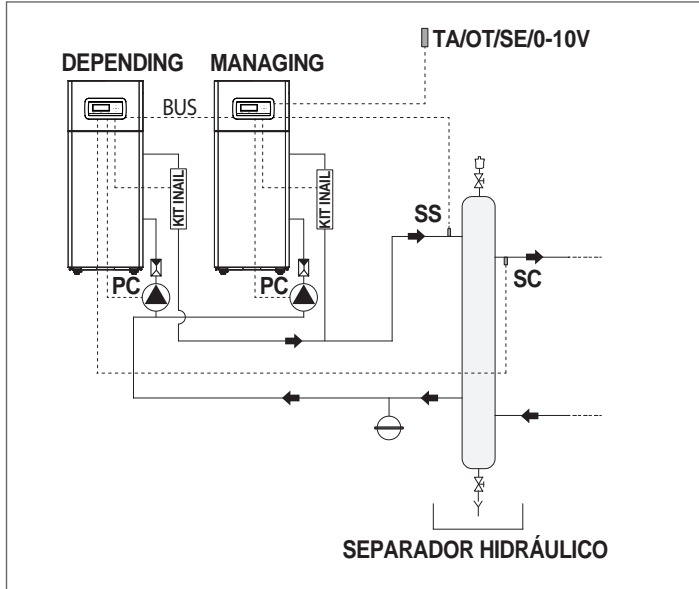 TA/OT/SE/0-10V
DEPENDING
MANAGING
BUS
KIT INAIL
KIT INAIL
SS
SC
PC
PC
SEPARADOR HIDRÁULICO